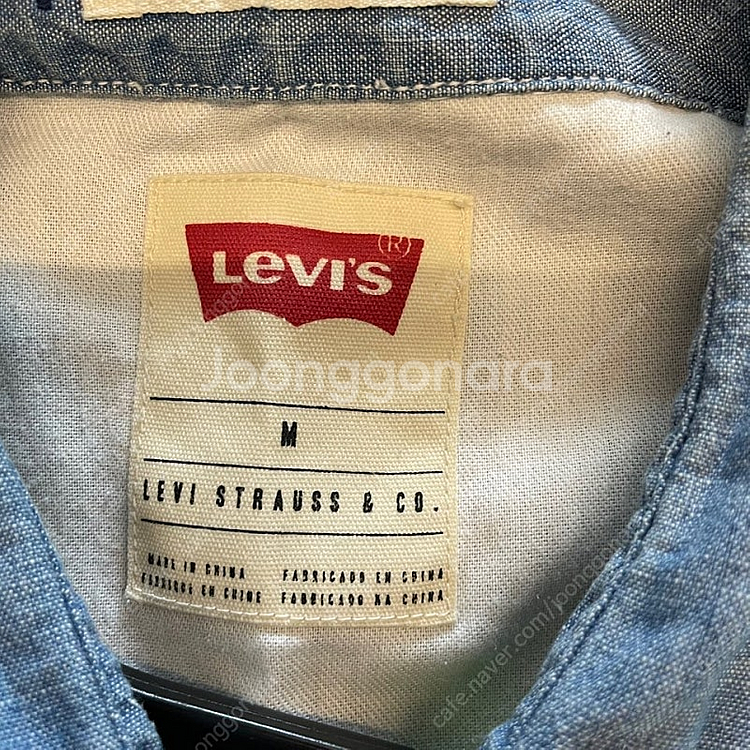 LEVI'S
(R)
Joonggonara
M
LEVI STRAUSS & CO.
MADE IN CHINA FABRICADO EN CHINA
FABRIQUE EN CHINE FABRICADO NA CHINA
cafe.naver.com/joonggonara